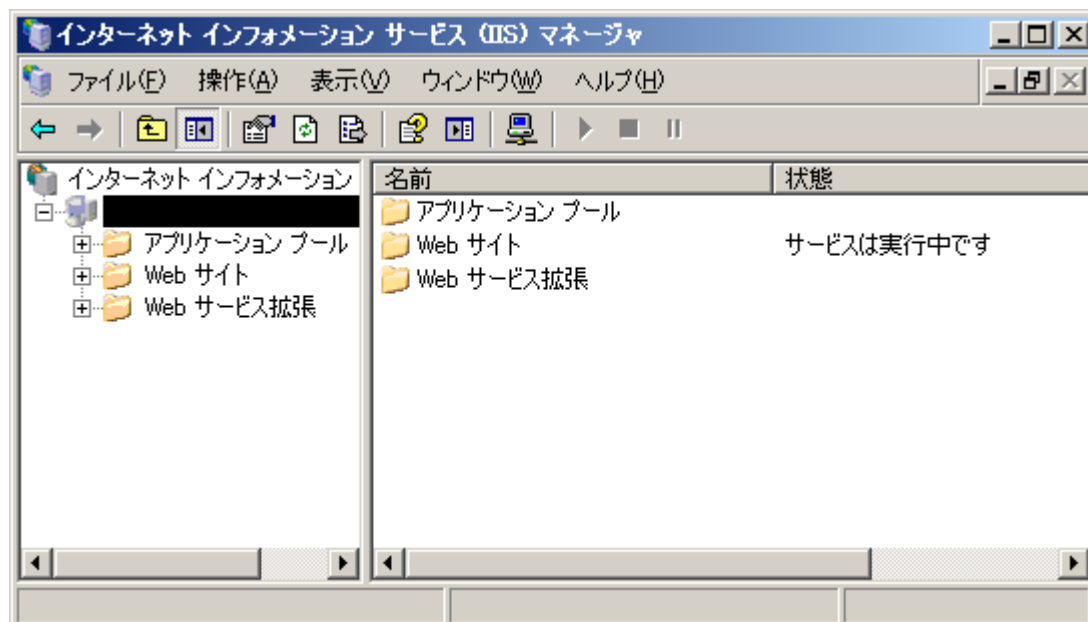 インターネット インフォメーション サービス (IIS) マネージャ
ファイル(F) 操作(A) 表示(V) ウィンドウ(W) ヘルプ(H)
インターネット インフォメーション
アプリケーション プール
Web サイト
Web サービス拡張
名前 状態
アプリケーション プール
Web サイト サービスは実行中です
Web サービス拡張